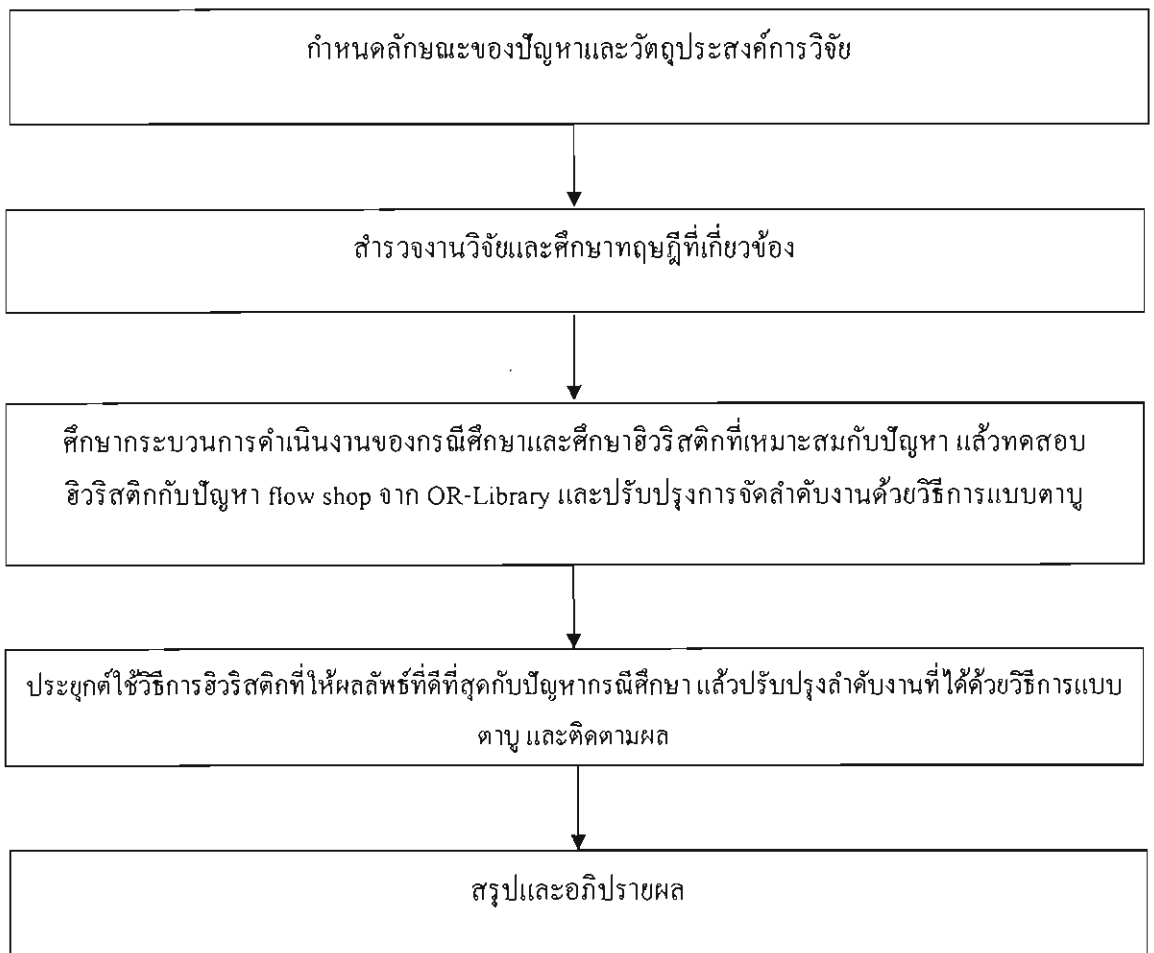 กำหนดลักษณะของปัญหาและวัตถุประสงค์การวิจัย
สำรวจงานวิจัยและศึกษาทฤษฎีที่เกี่ยวข้อง
ศึกษากระบวนการดำเนินงานของกรณีศึกษาและศึกษาฮิวริสติกที่เหมาะสมกับปัญหา แล้วทดสอบ
ฮิวริสติกกับปัญหา flow shop จาก OR-Library และปรับปรุงการจัดลำดับงานด้วยวิธีการแบบตาบู
ประยุกต์ใช้วิธีการฮิวริสติกที่ให้ผลลัพธ์ที่ดีที่สุดกับปัญหากรณีศึกษา แล้วปรับปรุงลำดับงานที่ได้ด้วยวิธีการแบบ
ตาบู และติดตามผล
สรุปและอภิปรายผล